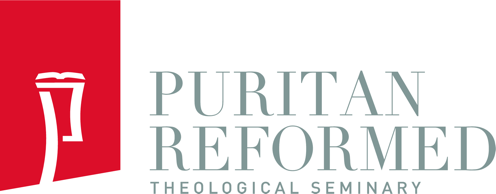 PURITAN
REFORMED
THEOLOGICAL SEMINARY